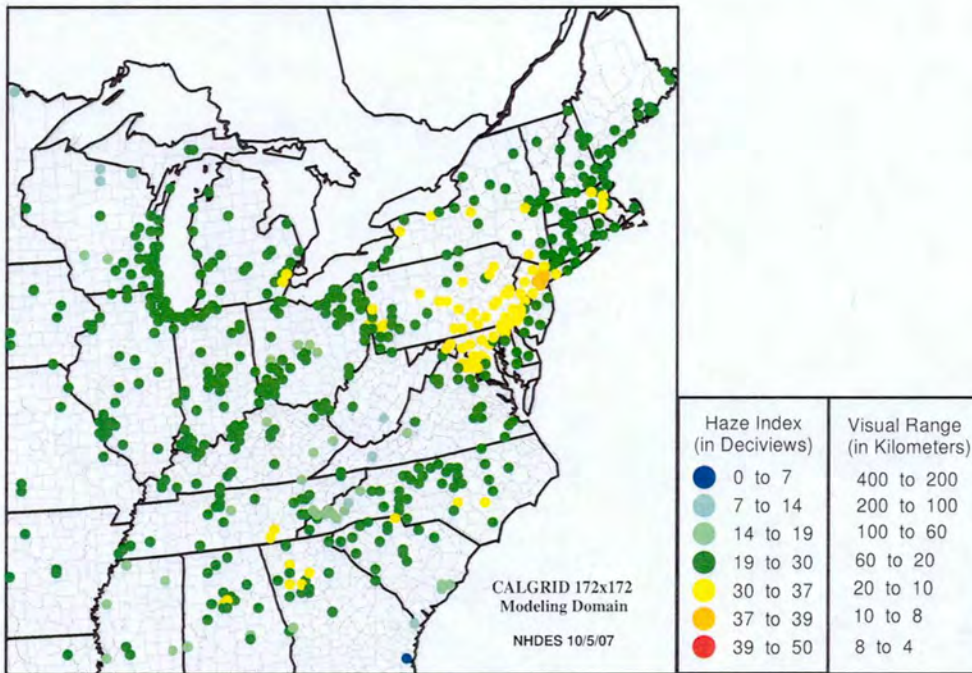 CALGRID 172x172
Modeling Domain
NHDES 10/5/07
Haze Index
(in Deciviews)
0 to 7
7 to 14
14 to 19
19 to 30
30 to 37
37 to 39
39 to 50
Visual Range
(in Kilometers)
400 to 200
200 to 100
100 to 60
60 to 20
20 to 10
10 to 8
8 to 4